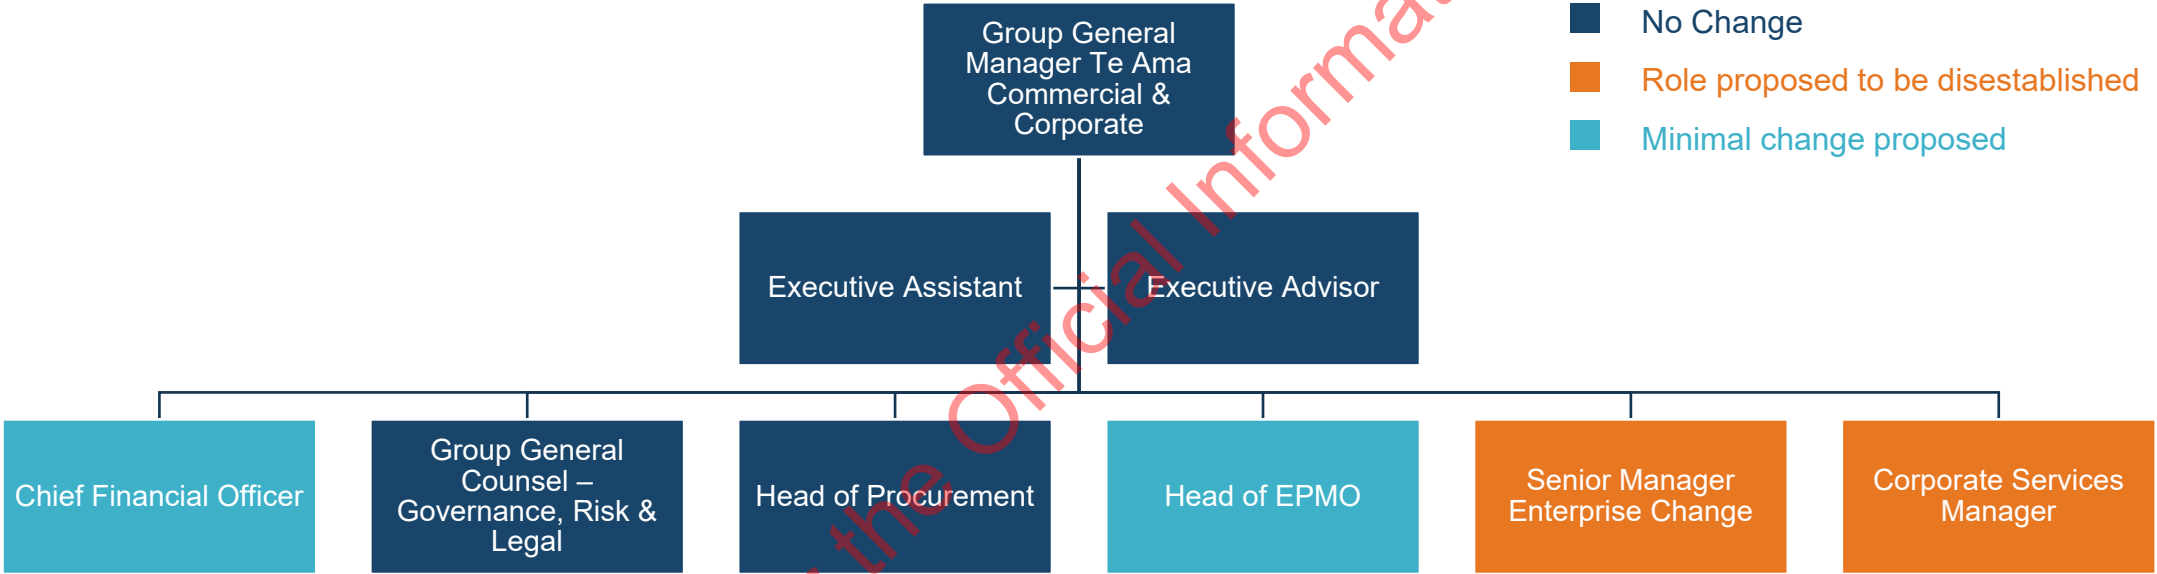 Group General
Manager Te Ama
Commercial &
Corporate
No Change
Role proposed to be disestablished
Minimal change proposed
Executive Assistant
Executive Advisor
Chief Financial Officer
Group General
Counsel –
Governance, Risk &
Legal
Head of Procurement
Head of EPMO
Senior Manager
Enterprise Change
Corporate Services
Manager
the Official